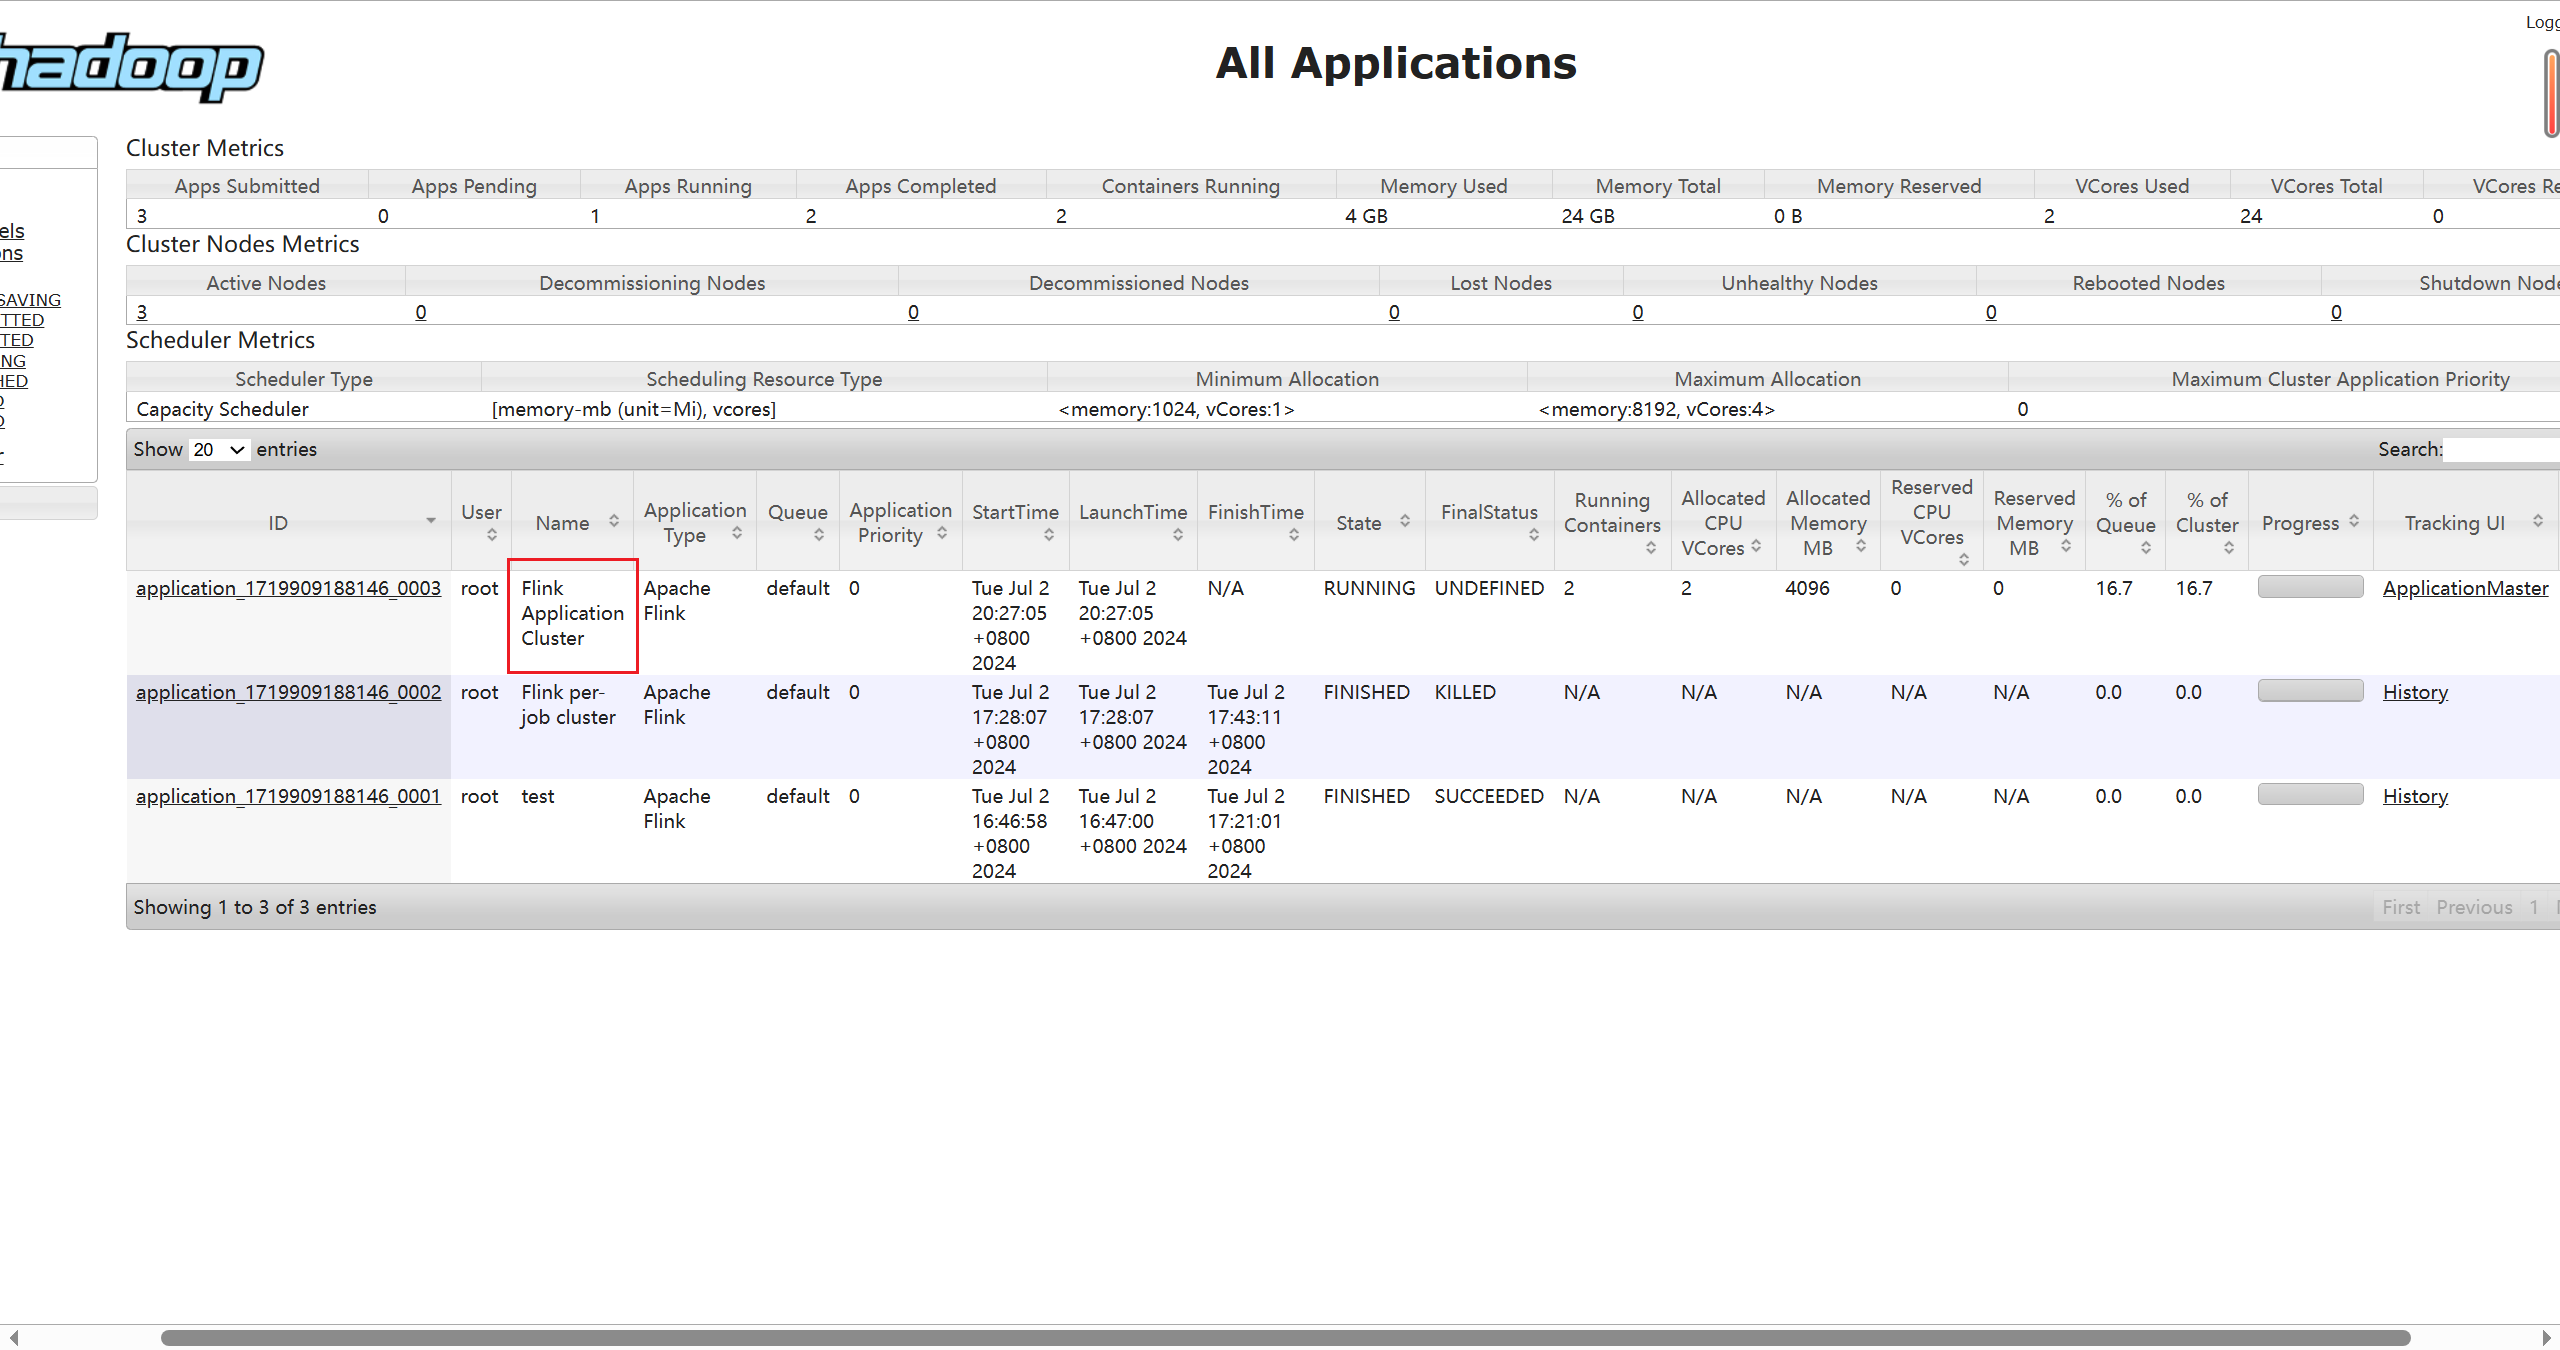 hadoop
Logg
All Applications
els
ons
SAVING
TTED
TED
NG
HED
Cluster Metrics
Apps Submitted Apps Pending Apps Running Apps Completed Containers Running Memory Used Memory Total Memory Reserved VCores Used VCores Total VCores Re
3 0 1 2 2 4 GB 24 GB 0 B 2 24 0
Cluster Nodes Metrics
Active Nodes Decommissioning Nodes Decommissioned Nodes Lost Nodes Unhealthy Nodes Rebooted Nodes Shutdown Node
3 0 0 0 0 0 0
Scheduler Metrics
Scheduler Type Scheduling Resource Type Minimum Allocation Maximum Allocation Maximum Cluster Application Priority
Capacity Scheduler [memory-mb (unit=Mi), vcores] <memory:1024, vCores:1> <memory:8192, vCores:4> 0
Show 20 entries Search:
ID User Name Application Type Queue Application Priority StartTime LaunchTime FinishTime State FinalStatus Running Containers Allocated CPU VCores Allocated Memory MB Reserved CPU VCores Reserved Memory MB % of Queue % of Cluster Progress Tracking UI
application_1719909188146_0003 root Flink Apache default 0 Tue Jul 2 Tue Jul 2 N/A RUNNING UNDEFINED 2 2 4096 0 0 16.7 16.7 ApplicationMaster
Application Flink 20:27:05 20:27:05
Cluster +0800 +0800 2024
2024
application_1719909188146_0002 root Flink per- Apache default 0 Tue Jul 2 Tue Jul 2 Tue Jul 2 FINISHED KILLED N/A N/A N/A N/A N/A 0.0 0.0 History
job cluster Flink 17:28:07 17:28:07 17:43:11
+0800 +0800 2024 +0800
2024 2024
application_1719909188146_0001 root test Apache default 0 Tue Jul 2 Tue Jul 2 Tue Jul 2 FINISHED SUCCEEDED N/A N/A N/A N/A N/A 0.0 0.0 History
Flink 16:46:58 16:47:00 17:21:01
+0800 +0800 2024 +0800
2024 2024
Showing 1 to 3 of 3 entries First Previous 1